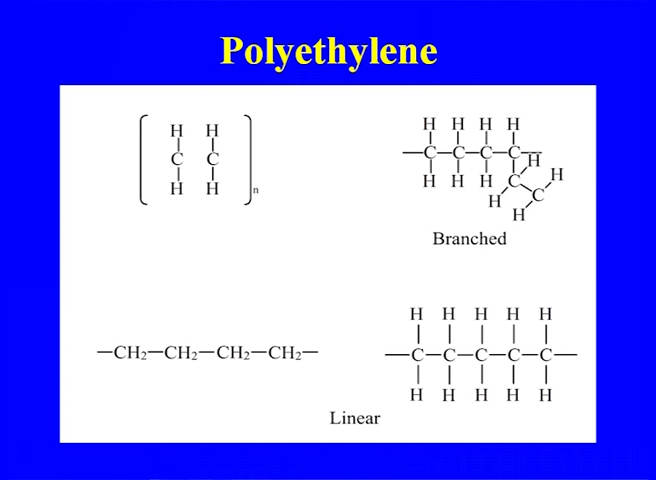 Polyethylene
H H
C C
H H
n
H H H H
—C—C—C—C—
H H H C H H
H C
H
Branched
—CH₂—CH₂—CH₂—CH₂—
H H H H H
—C—C—C—C—C—
H H H H H
Linear